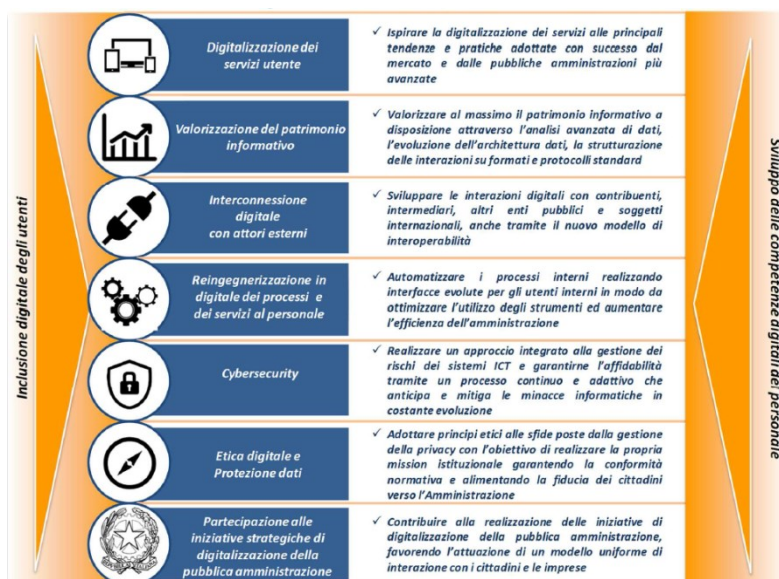 Inclusione digitale degli utenti
Digitalizzazione dei
servizi utente
✓ Ispirare la digitalizzazione dei servizi alle principali
tendenze e pratiche adottate con successo dal
mercato e dalle pubbliche amministrazioni più
avanzate
Valorizzazione del patrimonio
informativo
✓ Valorizzare al massimo il patrimonio informativo a
disposizione attraverso l'analisi avanzata di dati,
l'evoluzione dell'architettura dati, la strutturazione
delle interazioni su formati e protocolli standard
Interconnessione
digitale
con attori esterni
✓ Sviluppare le interazioni digitali con contribuenti,
intermediari, altri enti pubblici e soggetti
internazionali, anche tramite il nuovo modello di
interoperabilità
Reingegnerizzazione in
digitale dei processi e
dei servizi al personale
✓ Automatizzare i processi interni realizzando
interfacce evolute per gli utenti interni in modo da
ottimizzare l'utilizzo degli strumenti ed aumentare
l'efficienza dell'amministrazione
Cybersecurity
✓ Realizzare un approccio integrato alla gestione dei
rischi dei sistemi ICT e garantirne l'affidabilità
tramite un processo continuo e adattivo che
anticipa e mitiga le minacce informatiche in
costante evoluzione
Etica digitale e
Protezione dati
✓ Adottare principi etici alle sfide poste dalla gestione
della privacy con l'obiettivo di realizzare la propria
mission istituzionale garantendo la conformità
normativa e alimentando la fiducia dei cittadini
verso l'Amministrazione
Partecipazione alle
iniziative strategiche di
digitalizzazione della
pubblica amministrazione
✓ Contribuire alla realizzazione delle iniziative di
digitalizzazione della pubblica amministrazione,
favorendo l'attuazione di un modello uniforme di
interazione con i cittadini e le imprese
Sviluppo delle competenze digitali del personale